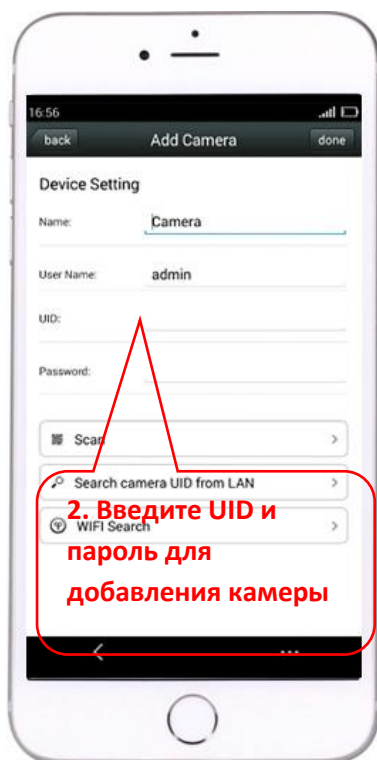 16:56
back Add Camera done
Device Setting
Name: Camera
User Name: admin
UID:
Password:
Scan
Search camera UID from LAN
WIFI Search
2. Введите UID и
пароль для
добавления камеры